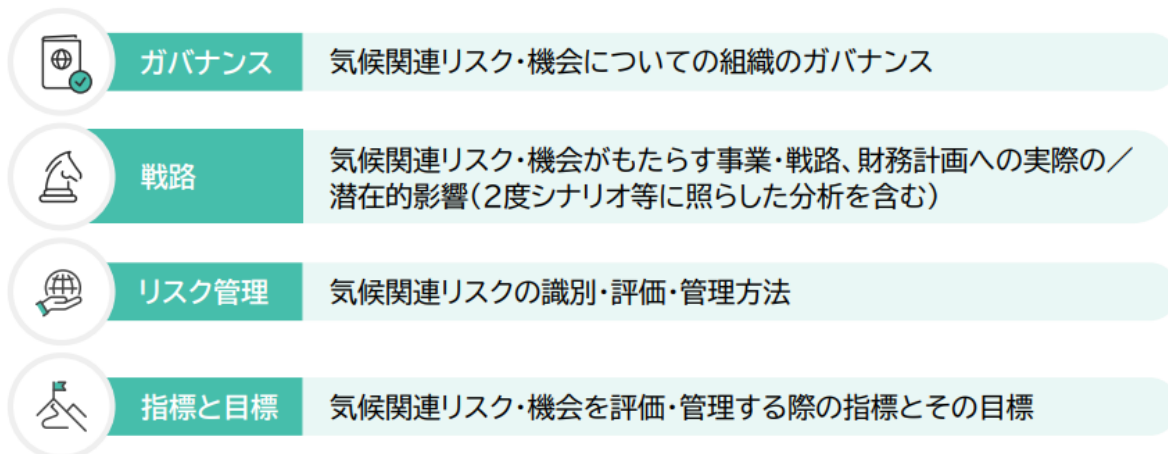 ガバナンス
気候関連リスク・機会についての組織のガバナンス
戦路
気候関連リスク・機会がもたらす事業・戦路、財務計画への実際の／
潜在的影響（2度シナリオ等に照らした分析を含む）
リスク管理
気候関連リスクの識別・評価・管理方法
指標と目標
気候関連リスク・機会を評価・管理する際の指標とその目標